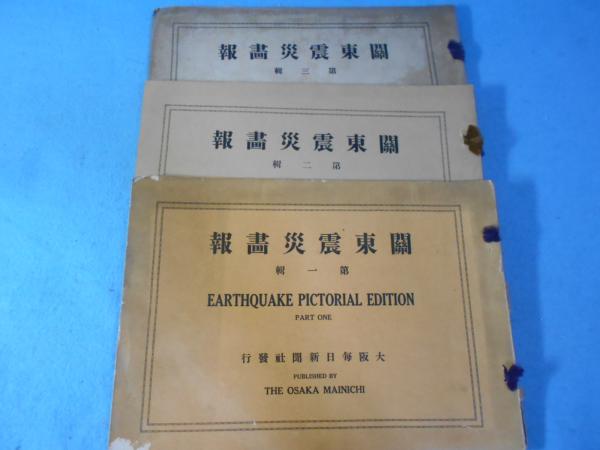 關東震災畫報
第三輯
關東震災畫報
第二輯
關東震災畫報
第一輯
EARTHQUAKE PICTORIAL EDITION
PART ONE
大阪每日新聞社發行
PUBLISHED BY
THE OSAKA MAINICHI